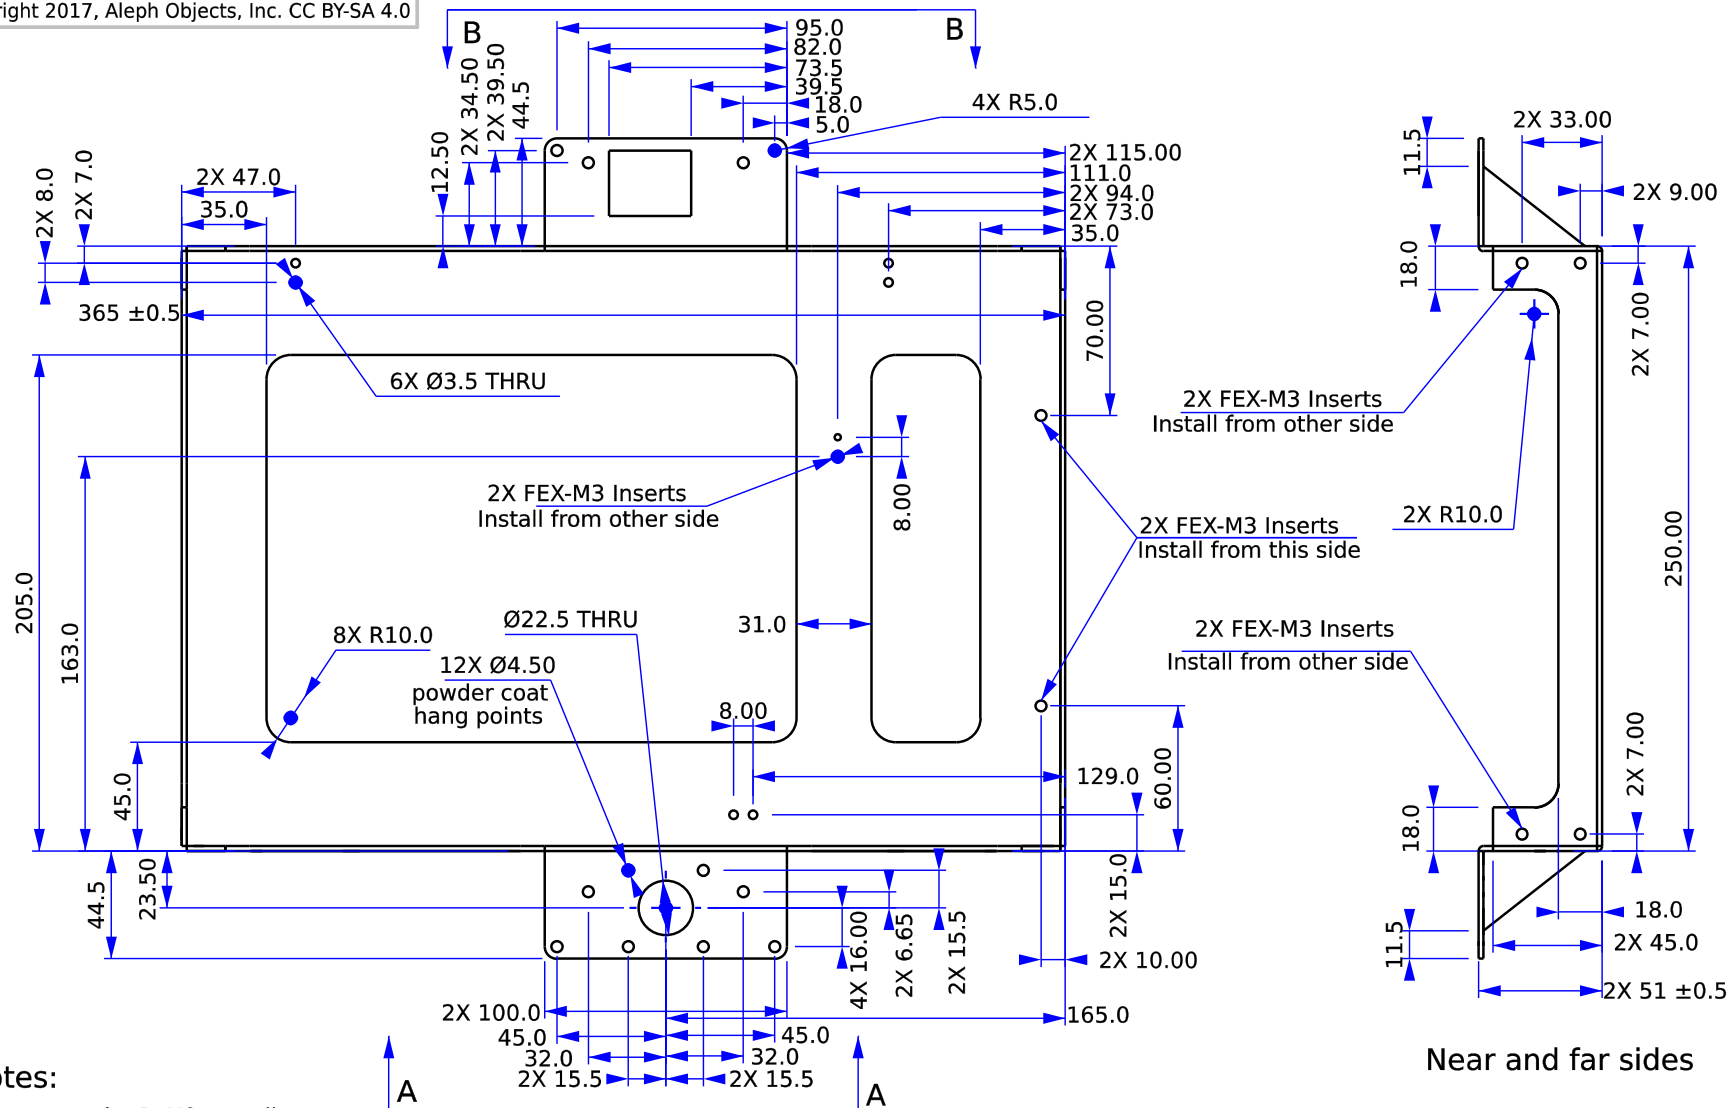 right 2017, Aleph Objects, Inc. CC BY-SA 4.0
B
B
95.0
82.0
73.5
39.5
18.0
5.0
4X R5.0
2X 34.50
2X 39.50
44.5
12.50
2X 8.0
2X 7.0
2X 47.0
35.0
2X 115.00
111.0
2X 94.0
2X 73.0
35.0
11.5
2X 33.00
2X 9.00
18.0
2X 7.00
365 ±0.5
70.00
6X Ø3.5 THRU
2X FEX-M3 Inserts
Install from other side
2X FEX-M3 Inserts
Install from other side
8.00
2X FEX-M3 Inserts
Install from this side
2X R10.0
250.00
205.0
163.0
8X R10.0
Ø22.5 THRU
31.0
12X Ø4.50
powder coat
hang points
2X FEX-M3 Inserts
Install from other side
8.00
129.0
60.00
2X 7.00
45.0
18.0
44.5
23.50
2X 15.0
4X 16.00
2X 6.65
2X 15.5
2X 10.00
18.0
11.5
2X 45.0
2X 51 ±0.5
2X 100.0
165.0
45.0
45.0
32.0
32.0
2X 15.5
2X 15.5
Near and far sides
otes:
A
A